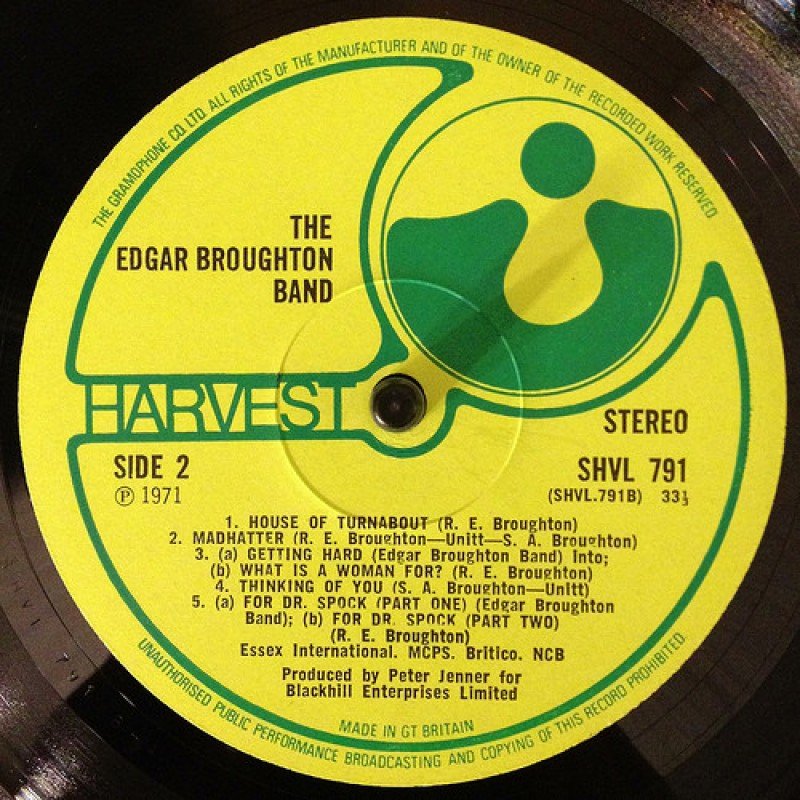 THE GRAMOPHONE CO. LTD. ALL RIGHTS OF THE MANUFACTURER AND OF THE OWNER OF THE RECORDED WORK RESERVED
THE
EDGAR BROUGHTON
BAND
HARVEST
STEREO
SIDE 2
SHVL 791
Ⓟ 1971
(SHVL.791B) 33⅓
1. HOUSE OF TURNABOUT (R. E. Broughton)
2. MADHATTER (R. E. Broughton—Unitt—S. A. Broughton)
3. (a) GETTING HARD (Edgar Broughton Band) Into;
(b) WHAT IS A WOMAN FOR? (R. E. Broughton)
4. THINKING OF YOU (S. A. Broughton—Unitt)
5. (a) FOR DR. SPOCK (PART ONE) (Edgar Broughton
Band); (b) FOR DR. SPOCK (PART TWO)
(R. E. Broughton)
Essex International. MCPS. Britico. NCB
Produced by Peter Jenner for
Blackhill Enterprises Limited
MADE IN GT BRITAIN
UNAUTHORISED PUBLIC PERFORMANCE BROADCASTING AND COPYING OF THIS RECORD PROHIBITED